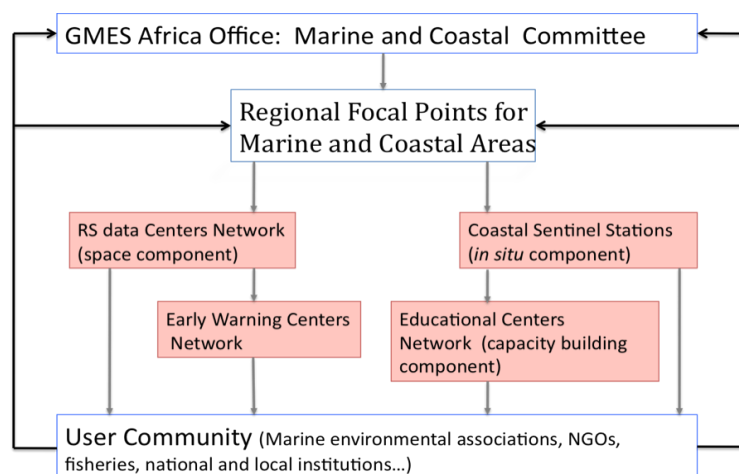 GMES Africa Office: Marine and Coastal Committee
Regional Focal Points for
Marine and Coastal Areas
RS data Centers Network
(space component)
Coastal Sentinel Stations
(in situ component)
Early Warning Centers
Network
Educational Centers
Network (capacity building
component)
User Community (Marine environmental associations, NGOs,
fisheries, national and local institutions...)